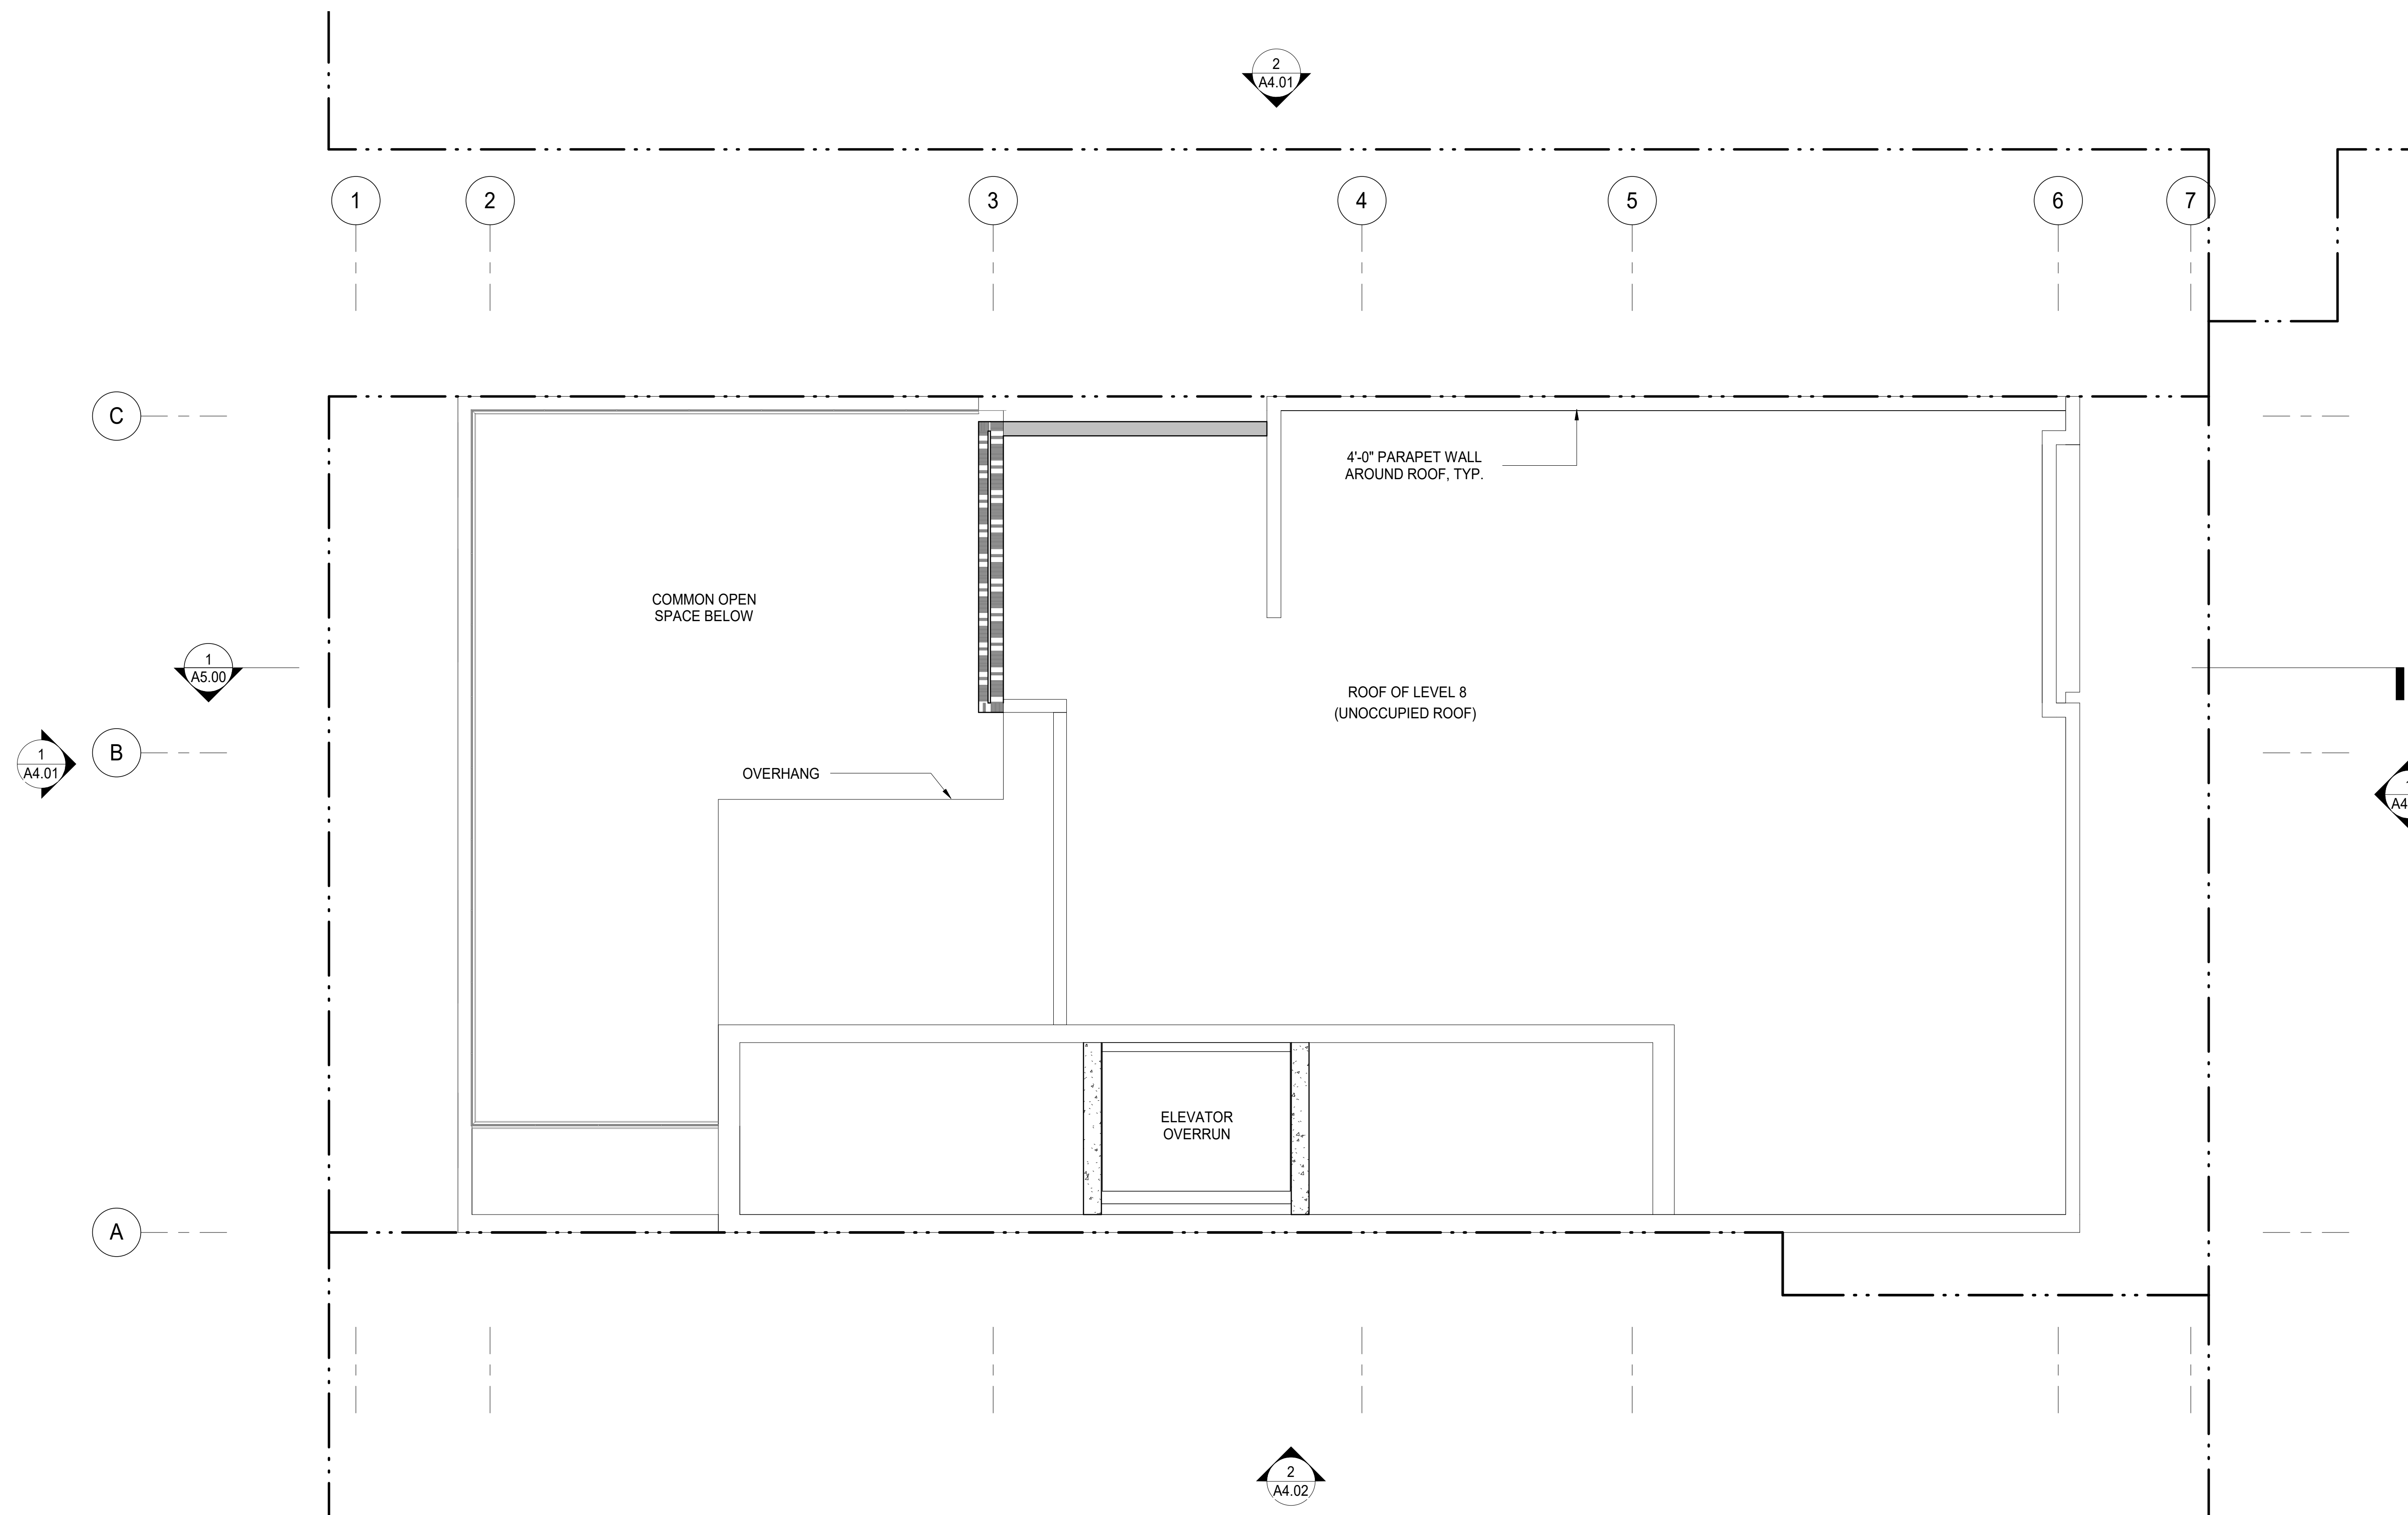 2
A4.01
1
2
3
4
5
6
7
C
4'-0" PARAPET WALL
AROUND ROOF, TYP.
COMMON OPEN
SPACE BELOW
1
A5.00
ROOF OF LEVEL 8
(UNOCCUPIED ROOF)
B
1
A4.01
OVERHANG
A4
ELEVATOR
OVERRUN
A
2
A4.02